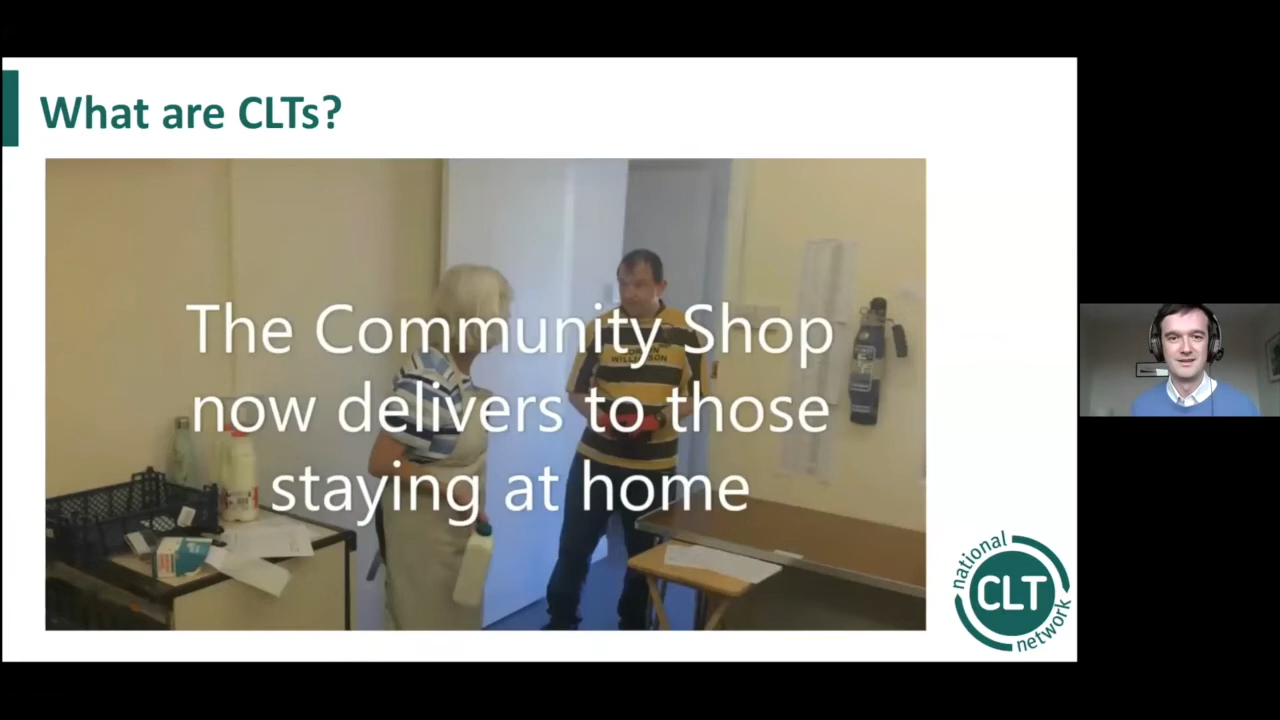 What are CLTs?
The Community Shop
now delivers to those
staying at home
national
CLT
network